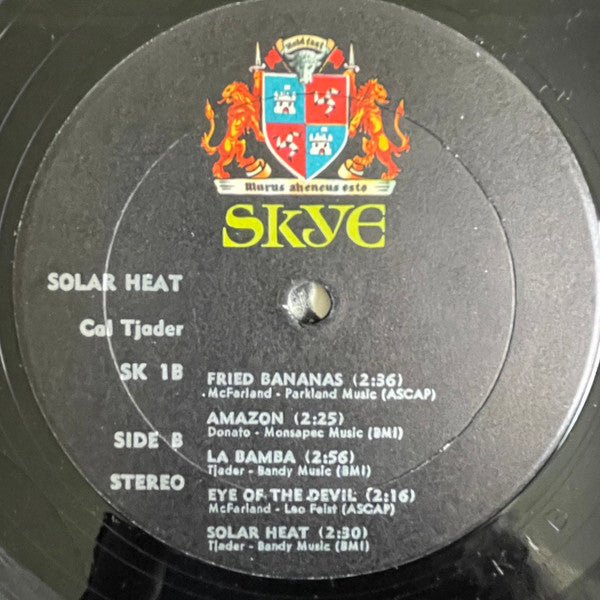 Hold fast
Murus aheneus esto
SKYE
SOLAR HEAT
Cal Tjader
SK 1B
SIDE B
STEREO
FRIED BANANAS (2:36)
McFarland - Parkland Music (ASCAP)
AMAZON (2:25)
Donato - Monsapec Music (BMI)
LA BAMBA (2:56)
Tjader - Bandy Music (BMI)
EYE OF THE DEVIL (2:16)
McFarland - Leo Feist (ASCAP)
SOLAR HEAT (2:30)
Tjader - Bandy Music (BMI)